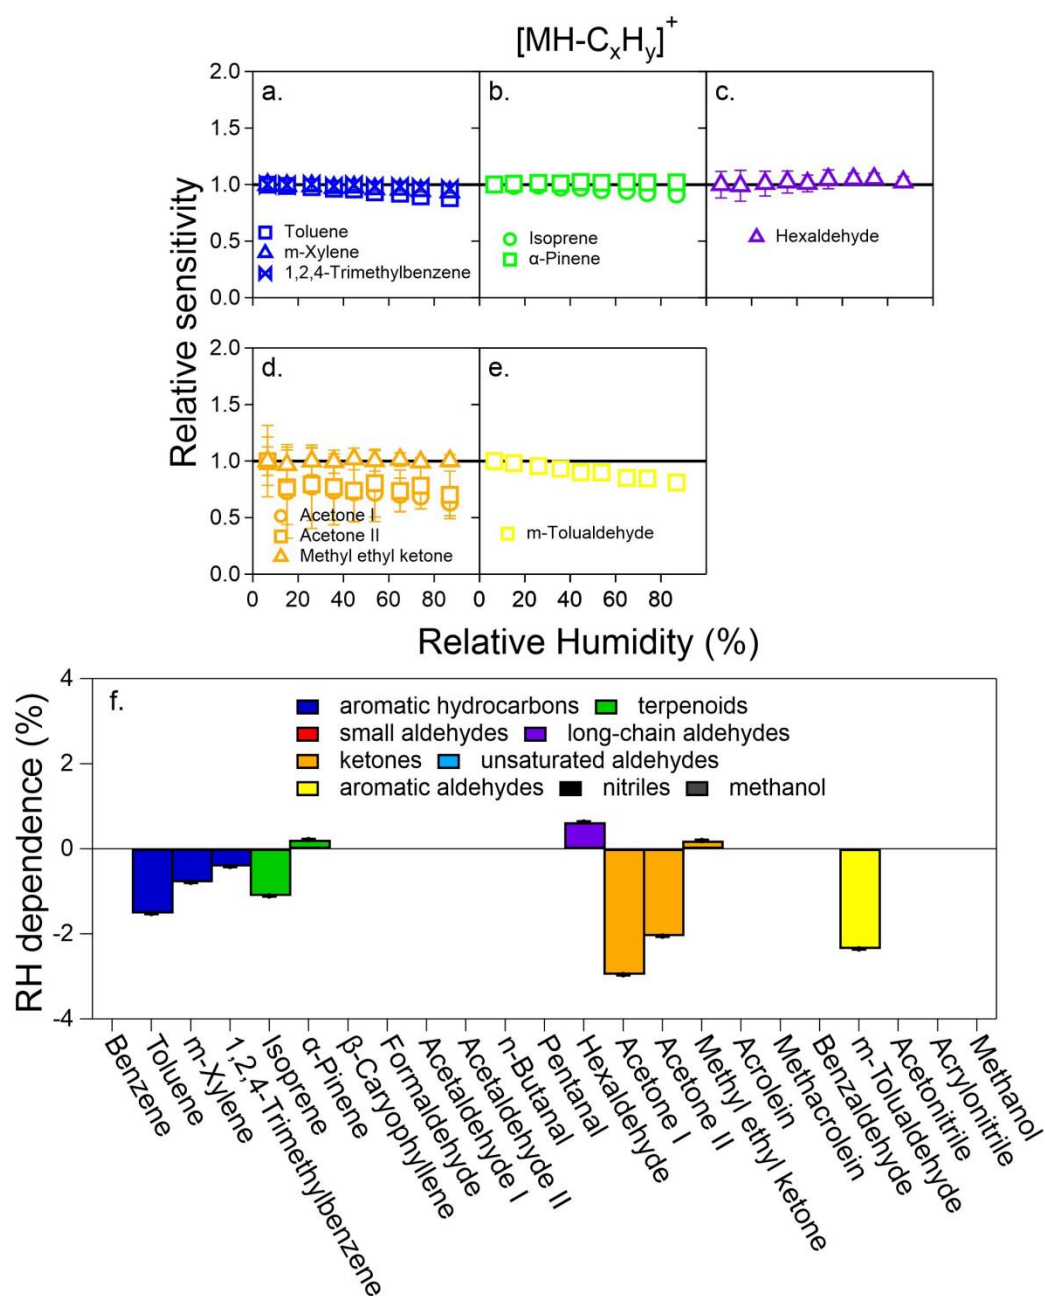 [MH-CxHy]+
Relative sensitivity
2.0
1.5
1.0
0.5
0.0
a.
Toluene
m-Xylene
1,2,4-Trimethylbenzene
b.
Isoprene
α-Pinene
c.
Hexaldehyde
2.0
1.5
1.0
0.5
0.0
d.
Acetone I
Acetone II
Methyl ethyl ketone
e.
m-Tolualdehyde
0 20 40 60 80 0 20 40 60 80
Relative Humidity (%)
RH dependence (%)
4
2
0
-2
-4
f.
aromatic hydrocarbons terpenoids
small aldehydes long-chain aldehydes
ketones unsaturated aldehydes
aromatic aldehydes nitriles methanol
Benzene
Toluene
m-Xylene
1,2,4-Trimethylbenzene
Isoprene
α-Pinene
β-Caryophyllene
Formaldehyde
Acetaldehyde I
Acetaldehyde II
n-Butanal
Pentanal
Hexaldehyde
Acetone I
Acetone II
Methyl ethyl ketone
Acrolein
Methacrolein
Benzaldehyde
m-Tolualdehyde
Acetonitrile
Acrylonitrile
Methanol